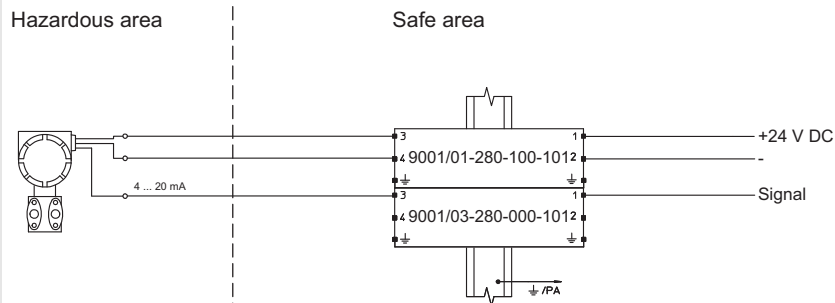 Hazardous area Safe area
3 1 +24 V DC
4 9001/01-280-100-101 2 -
4 ... 20 mA 3 1 Signal
4 9001/03-280-000-101 2
/PA